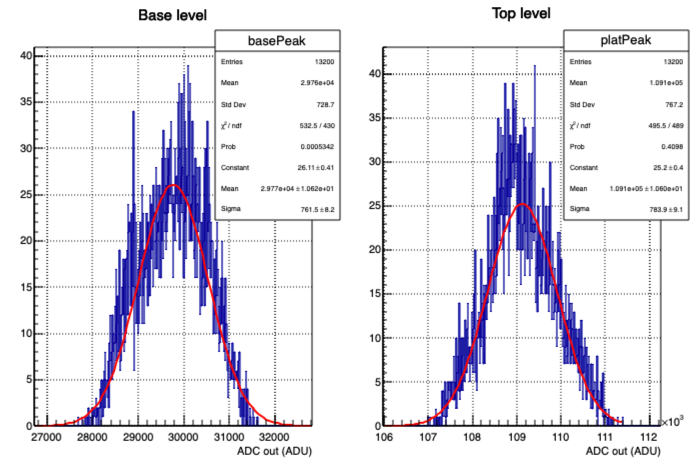 Base level
basePeak
Entries 13200
Mean 2.976e+04
Std Dev 728.7
χ² / ndf 532.5 / 430
Prob 0.0005342
Constant 26.11 ± 0.41
Mean 2.977e+04 ± 1.062e+01
Sigma 761.5 ± 8.2
40
35
30
25
20
15
10
5
0
27000 28000 29000 30000 31000 32000
ADC out (ADU)
Top level
platPeak
Entries 13200
Mean 1.091e+05
Std Dev 767.2
χ² / ndf 495.5 / 489
Prob 0.4098
Constant 25.2 ± 0.4
Mean 1.091e+05 ± 1.060e+01
Sigma 783.9 ± 9.1
40
35
30
25
20
15
10
5
0
106 107 108 109 110 111 112 ×10³
ADC out (ADU)